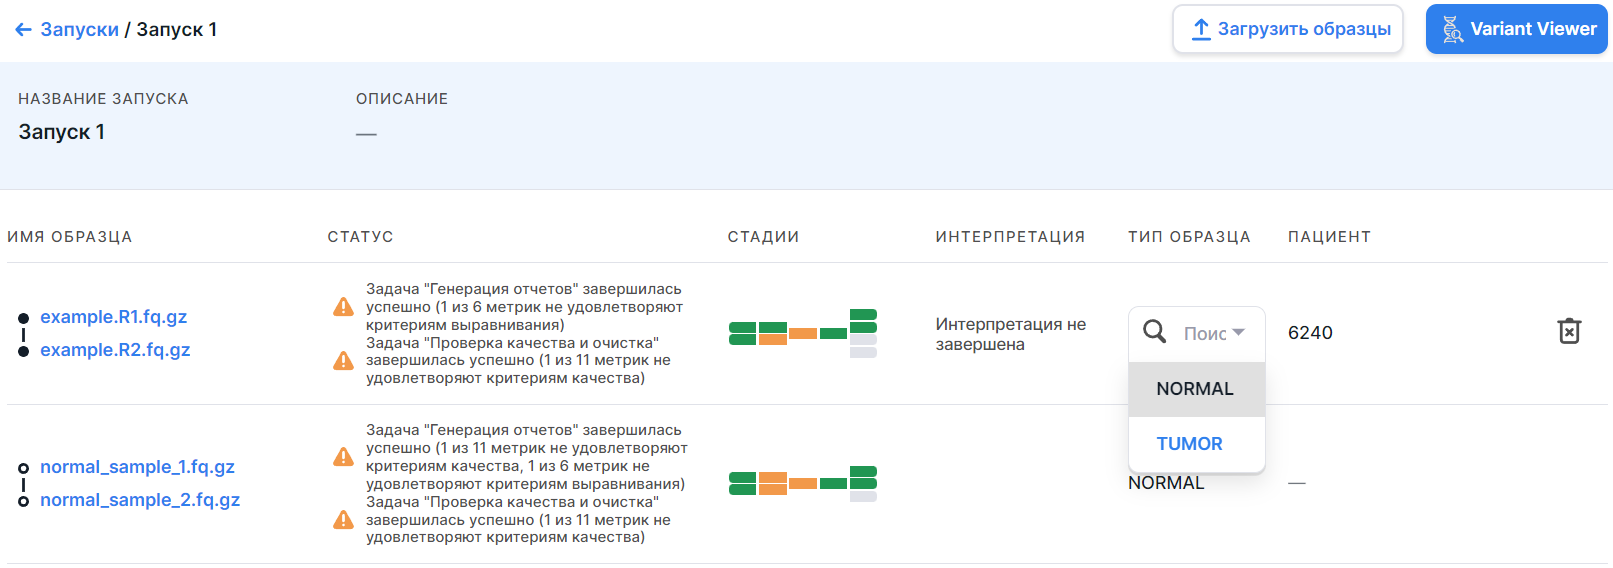 ← Запуски / Запуск 1
Загрузить образцы
Variant Viewer
НАЗВАНИЕ ЗАПУСКА
ОПИСАНИЕ
Запуск 1
—
ИМЯ ОБРАЗЦА
СТАТУС
СТАДИИ
ИНТЕРПРЕТАЦИЯ
ТИП ОБРАЗЦА
ПАЦИЕНТ
example.R1.fq.gz
example.R2.fq.gz
Задача "Генерация отчетов" завершилась
успешно (1 из 6 метрик не удовлетворяют
критериям выравнивания)
Задача "Проверка качества и очистка"
завершилась успешно (1 из 11 метрик не
удовлетворяют критериям качества)
Интерпретация не
завершена
Поис
NORMAL
TUMOR
6240
normal_sample_1.fq.gz
normal_sample_2.fq.gz
Задача "Генерация отчетов" завершилась
успешно (1 из 11 метрик не удовлетворяют
критериям качества, 1 из 6 метрик не
удовлетворяют критериям выравнивания)
Задача "Проверка качества и очистка"
завершилась успешно (1 из 11 метрик не
удовлетворяют критериям качества)
NORMAL
—